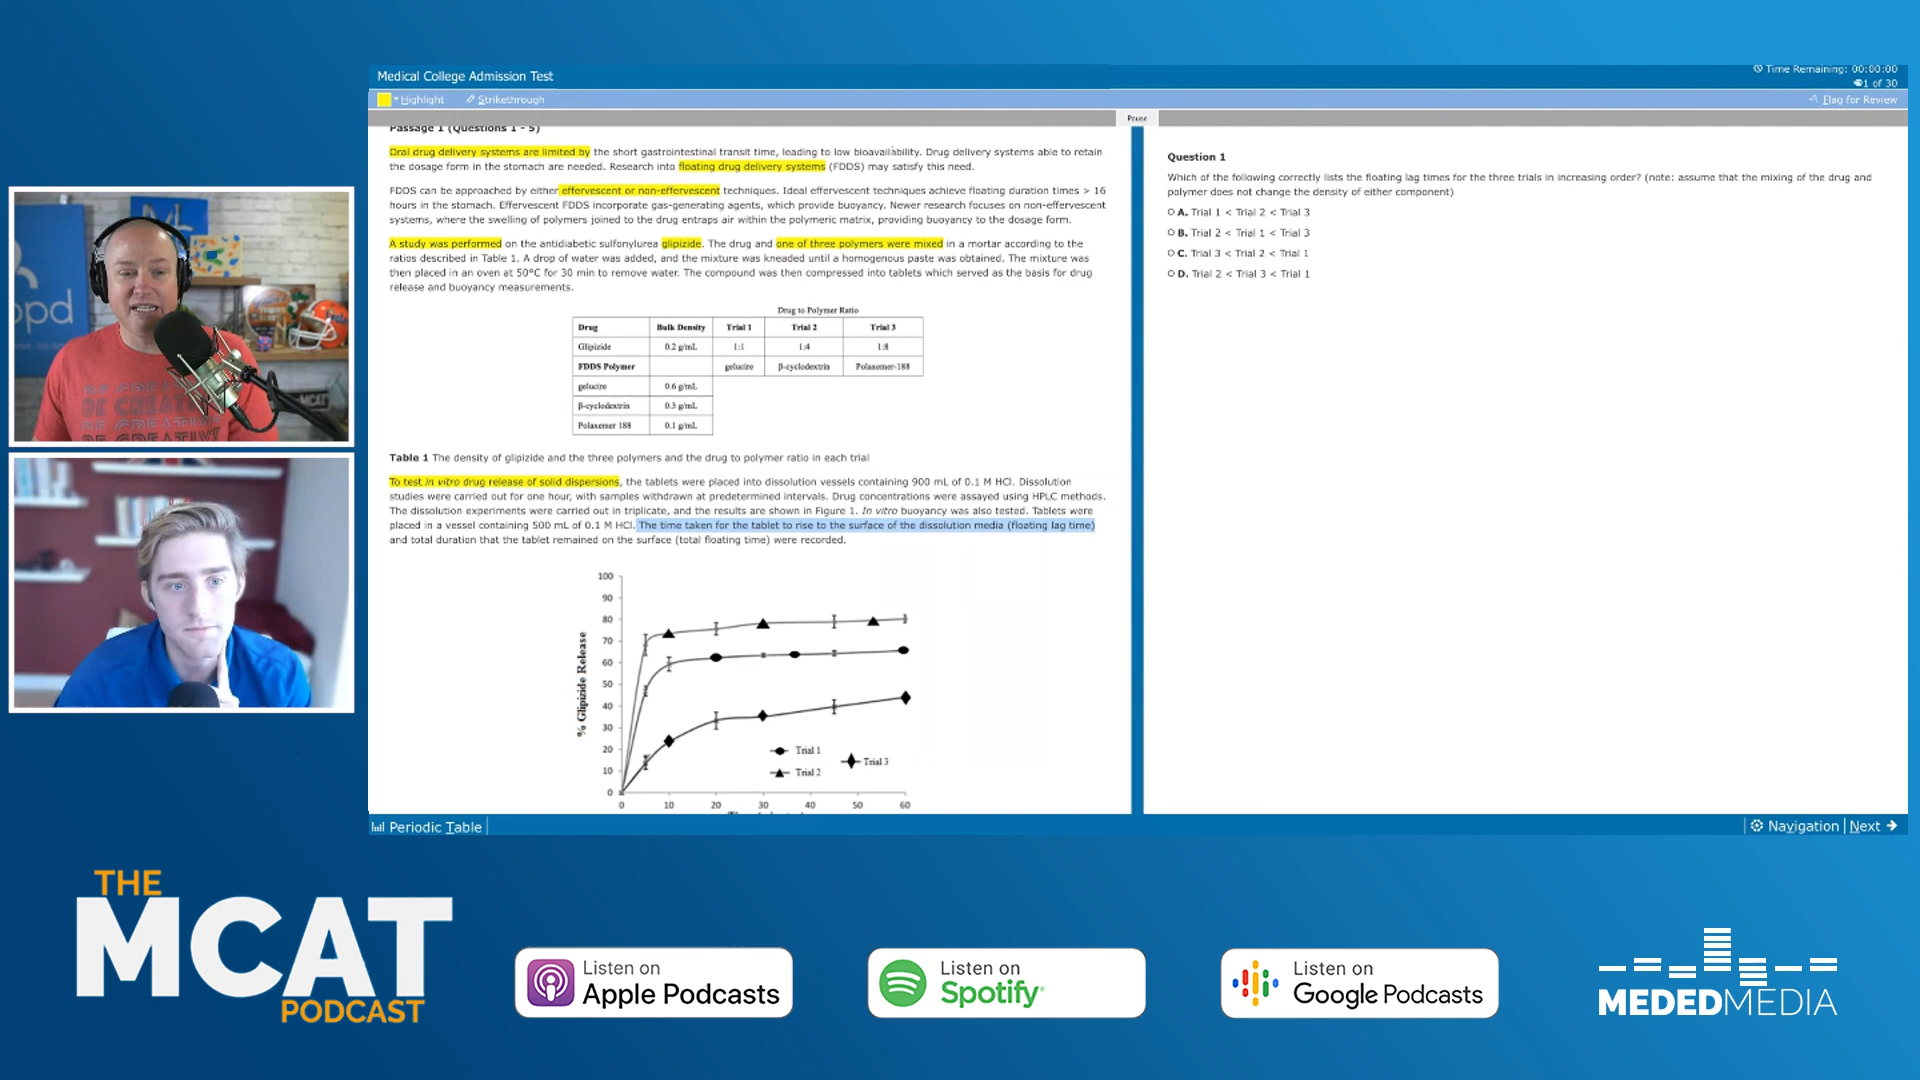 Medical College Admission Test
Time Remaining: 00:00:00
1 of 30
Highlight
Strikethrough
Flag for Review
Pause
Passage 1 (Questions 1 - 5)
Oral drug delivery systems are limited by the short gastrointestinal transit time, leading to low bioavailability. Drug delivery systems able to retain
the dosage form in the stomach are needed. Research into floating drug delivery systems (FDDS) may satisfy this need.
FDDS can be approached by either effervescent or non-effervescent techniques. Ideal effervescent techniques achieve floating duration times > 16
hours in the stomach. Effervescent FDDS incorporate gas-generating agents, which provide buoyancy. Newer research focuses on non-effervescent
systems, where the swelling of polymers joined to the drug entraps air within the polymeric matrix, providing buoyancy to the dosage form.
A study was performed on the antidiabetic sulfonylurea glipizide. The drug and one of three polymers were mixed in a mortar according to the
ratios described in Table 1. A drop of water was added, and the mixture was kneaded until a homogenous paste was obtained. The mixture was
then placed in an oven at 50°C for 30 min to remove water. The compound was then compressed into tablets which served as the basis for drug
release and buoyancy measurements.
Drug to Polymer Ratio
Drug Bulk Density Trial 1 Trial 2 Trial 3
Glipizide 0.2 g/mL 1:1 1:4 1:8
FDDS Polymer gelucire β-cyclodextrin Polaxemer-188
gelucire 0.6 g/mL
β-cyclodextrin 0.3 g/mL
Polaxemer 188 0.1 g/mL
Table 1 The density of glipizide and the three polymers and the drug to polymer ratio in each trial
To test in vitro drug release of solid dispersions, the tablets were placed into dissolution vessels containing 900 mL of 0.1 M HCl. Dissolution
studies were carried out for one hour, with samples withdrawn at predetermined intervals. Drug concentrations were assayed using HPLC methods.
The dissolution experiments were carried out in triplicate, and the results are shown in Figure 1. In vitro buoyancy was also tested. Tablets were
placed in a vessel containing 500 mL of 0.1 M HCl. The time taken for the tablet to rise to the surface of the dissolution media (floating lag time)
and total duration that the tablet remained on the surface (total floating time) were recorded.
% Glipizide Release
100
90
80
70
60
50
40
30
20
10
0
Trial 1
Trial 2
Trial 3
0 10 20 30 40 50 60
Question 1
Which of the following correctly lists the floating lag times for the three trials in increasing order? (note: assume that the mixing of the drug and
polymer does not change the density of either component)
A. Trial 1 < Trial 2 < Trial 3
B. Trial 2 < Trial 1 < Trial 3
C. Trial 3 < Trial 2 < Trial 1
D. Trial 2 < Trial 3 < Trial 1
Periodic Table
Navigation
Next
BE CREATIVE
BE CREATIVE
BE CREATIVE
MCAT
THE
MCAT
PODCAST
Listen on
Apple Podcasts
Listen on
Spotify
Listen on
Google Podcasts
MEDEDMEDIA